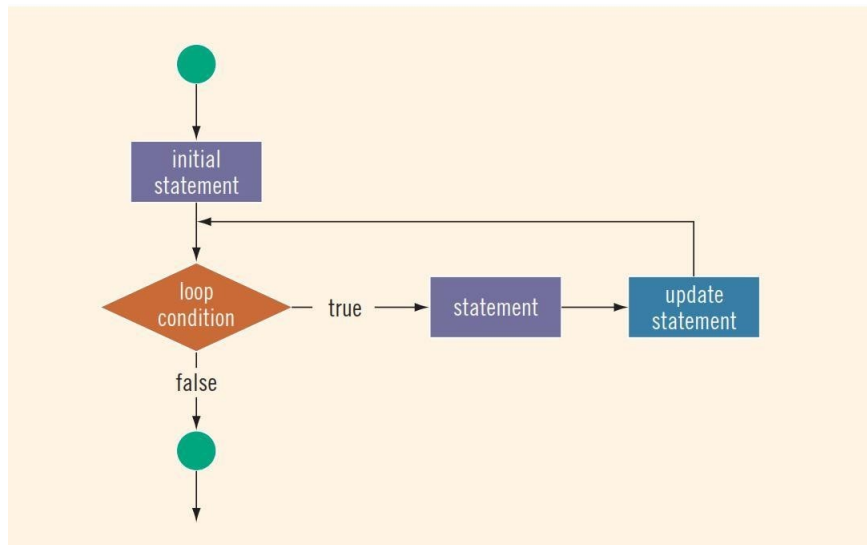 initial
statement
loop
condition
true
statement
update
statement
false